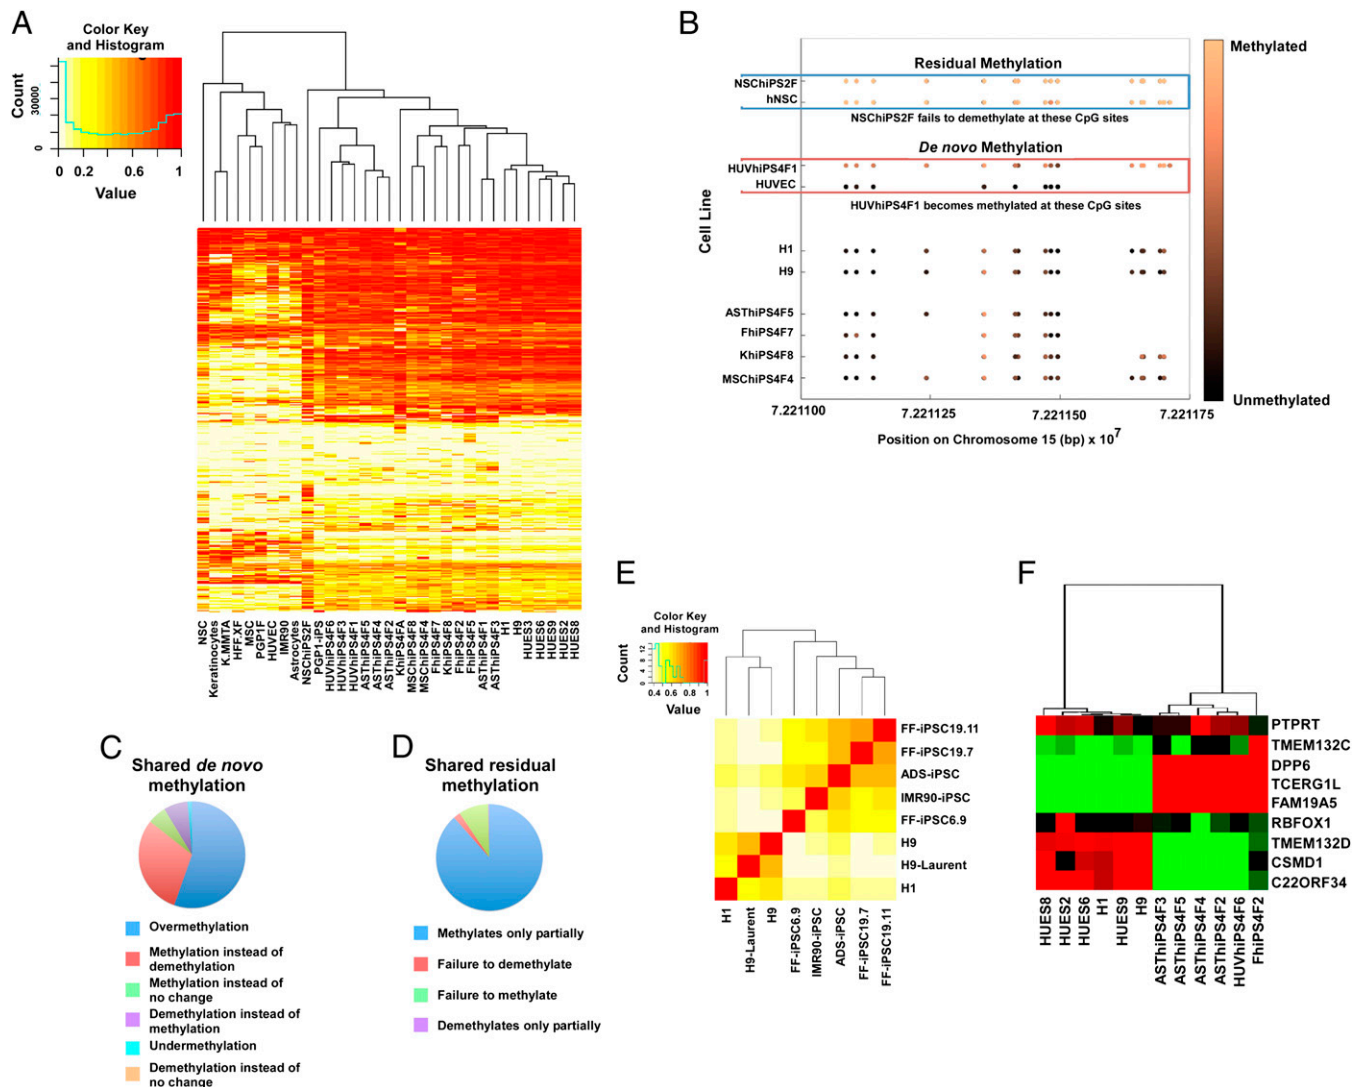 A
Color Key
and Histogram
Count
0
30000
0 0.2 0.6 1
Value
NSC
Keratinocytes
K.MMTA
HFF.XF
MSC
PGP1F
HUVEC
IMR90
Astrocytes
NSChiPS2F
PGP1-iPS
HUVhiPS4F6
HUVhiPS4F3
HUVhiPS4F1
ASThiPS4F5
ASThiPS4F4
ASThiPS4F2
KhiPS4FA
MSChiPS4F8
MSChiPS4F4
FhiPS4F7
KhiPS4F8
FhiPS4F2
FhiPS4F5
ASThiPS4F1
ASThiPS4F3
H1
H9
HUES3
HUES6
HUES9
HUES2
HUES8
B
Residual Methylation
NSChiPS2F
hNSC
NSChiPS2F fails to demethylate at these CpG sites
De novo Methylation
HUVhiPS4F1
HUVEC
HUVhiPS4F1 becomes methylated at these CpG sites
Cell Line
H1
H9
ASThiPS4F5
FhiPS4F7
KhiPS4F8
MSChiPS4F4
7.221100 7.221125 7.221150 7.221175
Position on Chromosome 15 (bp) x 10^7
Methylated
Unmethylated
C
Shared de novo
methylation
Overmethylation
Methylation instead of
demethylation
Methylation instead of
no change
Demethylation instead of
methylation
Undermethylation
Demethylation instead of
no change
D
Shared residual
methylation
Methylates only partially
Failure to demethylate
Failure to methylate
Demethylates only partially
E
Color Key
and Histogram
Count
0 4 8 12
0.4 0.6 0.8 1
Value
FF-iPSC19.11
FF-iPSC19.7
ADS-iPSC
IMR90-iPSC
FF-iPSC6.9
H9
H9-Laurent
H1
H1
H9-Laurent
H9
FF-iPSC6.9
IMR90-iPSC
ADS-iPSC
FF-iPSC19.7
FF-iPSC19.11
F
PTPRT
TMEM132C
DPP6
TCERG1L
FAM19A5
RBFOX1
TMEM132D
CSMD1
C22ORF34
HUES8
HUES2
HUES6
H1
HUES9
H9
ASThiPS4F3
ASThiPS4F5
ASThiPS4F4
ASThiPS4F2
HUVhiPS4F6
FhiPS4F2